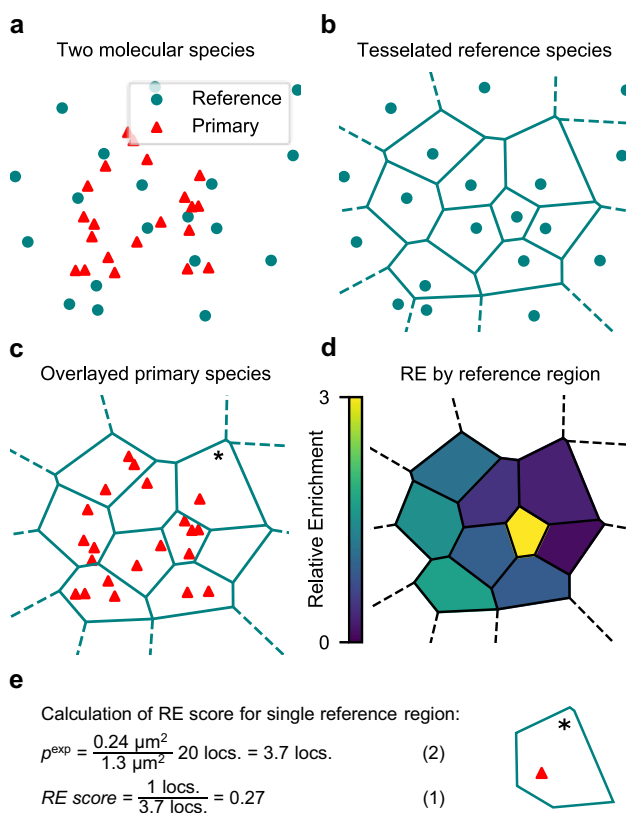 a
Two molecular species
Reference
Primary
b
Tesselated reference species
c
Overlayed primary species
*
d
RE by reference region
3
Relative Enrichment
0
e
Calculation of RE score for single reference region:
p^exp = 0.24 µm² / 1.3 µm² 20 locs. = 3.7 locs. (2)
RE score = 1 locs. / 3.7 locs. = 0.27 (1)
*